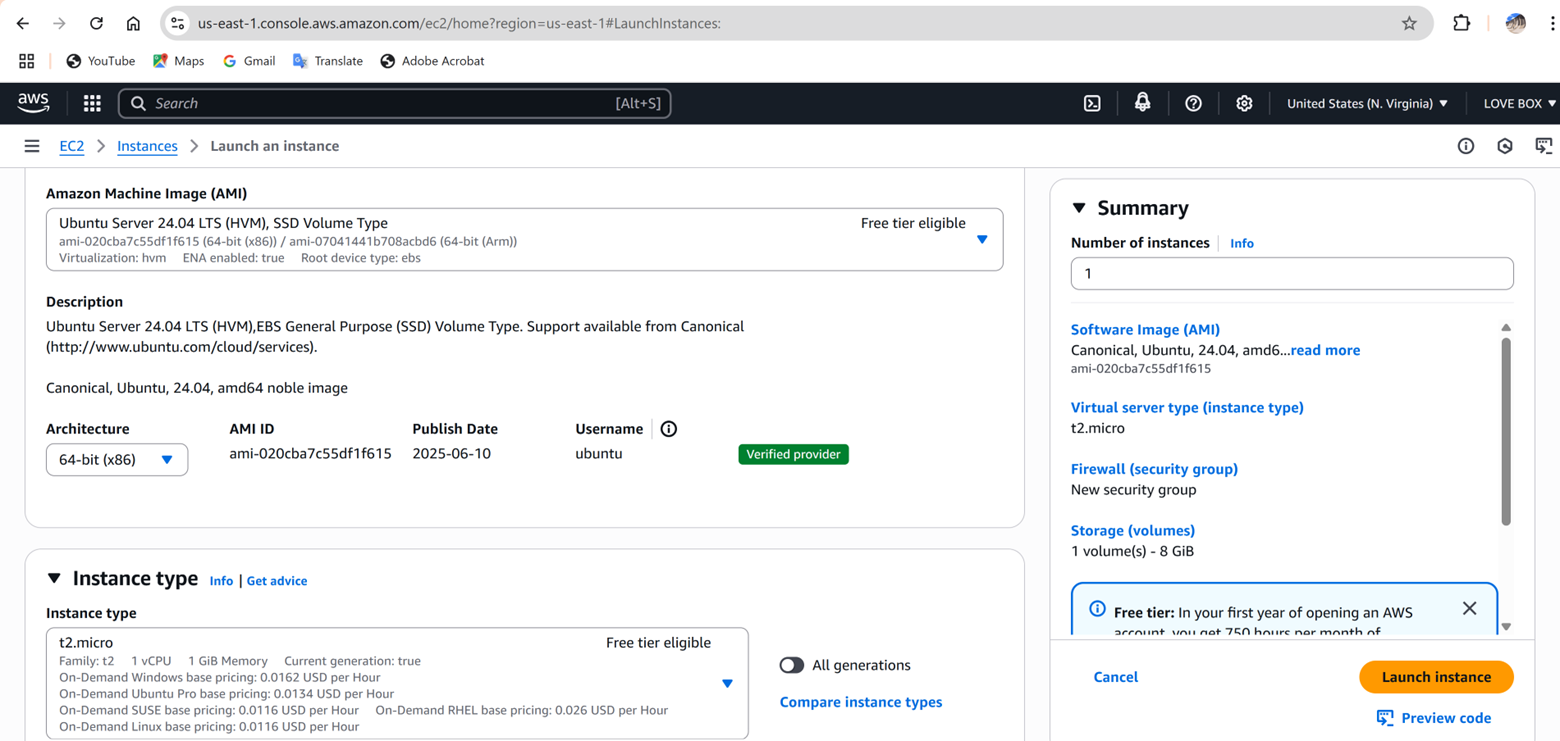 us-east-1.console.aws.amazon.com/ec2/home?region=us-east-1#LaunchInstances:
YouTube Maps Gmail Translate Adobe Acrobat
aws Search [Alt+S] United States (N. Virginia) LOVE BOX
EC2 Instances Launch an instance
Amazon Machine Image (AMI)
Ubuntu Server 24.04 LTS (HVM), SSD Volume Type Free tier eligible
ami-020cba7c55df1f615 (64-bit (x86)) / ami-07041441b708acbd6 (64-bit (Arm))
Virtualization: hvm ENA enabled: true Root device type: ebs
Description
Ubuntu Server 24.04 LTS (HVM),EBS General Purpose (SSD) Volume Type. Support available from Canonical
(http://www.ubuntu.com/cloud/services).
Canonical, Ubuntu, 24.04, amd64 noble image
Architecture AMI ID Publish Date Username
64-bit (x86) ami-020cba7c55df1f615 2025-06-10 ubuntu Verified provider
Instance type Info | Get advice
Instance type
t2.micro Free tier eligible
Family: t2 1 vCPU 1 GiB Memory Current generation: true
On-Demand Windows base pricing: 0.0162 USD per Hour
On-Demand Ubuntu Pro base pricing: 0.0134 USD per Hour
On-Demand SUSE base pricing: 0.0116 USD per Hour On-Demand RHEL base pricing: 0.026 USD per Hour
On-Demand Linux base pricing: 0.0116 USD per Hour
All generations
Compare instance types
Summary
Number of instances Info
1
Software Image (AMI)
Canonical, Ubuntu, 24.04, amd6...read more
ami-020cba7c55df1f615
Virtual server type (instance type)
t2.micro
Firewall (security group)
New security group
Storage (volumes)
1 volume(s) - 8 GiB
Free tier: In your first year of opening an AWS
account, you get 750 hours per month of
Cancel Launch instance
Preview code